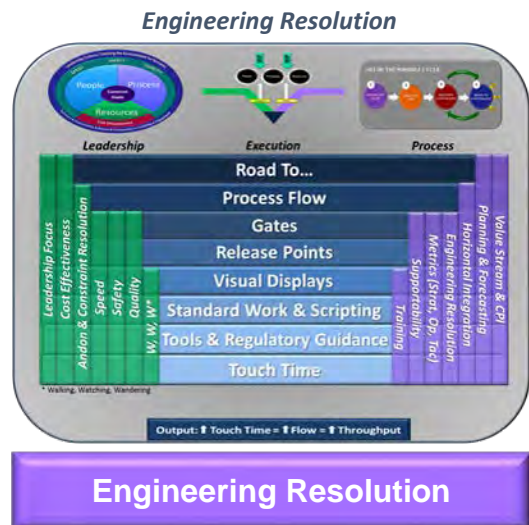 Engineering Resolution
People
Process
Resources
Leadership
Execution
Process
Road To...
Process Flow
Gates
Release Points
Visual Displays
Standard Work & Scripting
Tools & Regulatory Guidance
Touch Time
Leadership Focus
Cost Effectiveness
Andon & Constraint Resolution
Speed
Safety
Quality
W, W, W*
Training
Supportability
Metrics (Strat, Op, Tac)
Engineering Resolution
Horizontal Integration
Planning & Forecasting
Value Stream & CPI
* Walking, Watching, Wandering
Output: ⬆ Touch Time = ⬆ Flow = ⬆ Throughput
Engineering Resolution